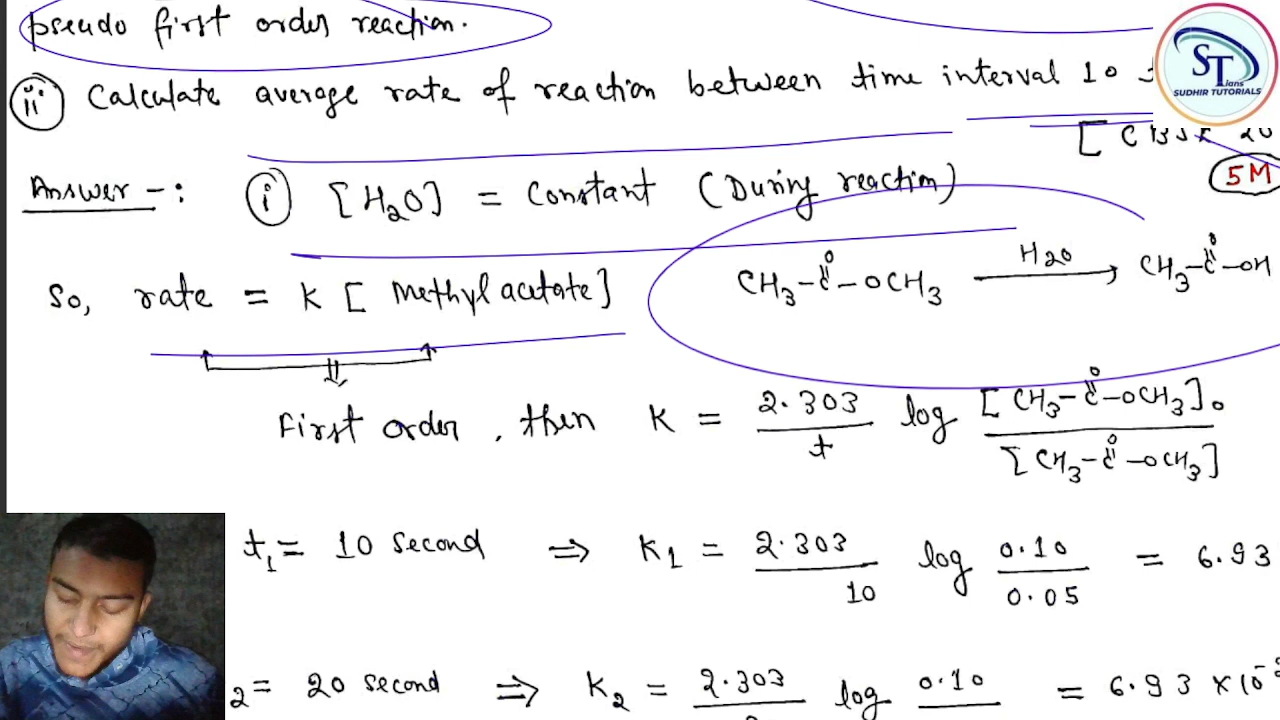 pseudo first order reaction.
(ii) Calculate average rate of reaction between time interval 10
ST ians
SUDHIR TUTORIALS
[ CBSE 20
5M
Answer -: (i) [H2O] = Constant (During reaction)
So, rate = K [ Methyl acetate]
CH3-C-OCH3 H2O → CH3-C-OH
O O
⇓
First order, then K = 2.303/t log [CH3-C-OCH3]0/[CH3-C-OCH3]
O O
t1 = 10 second ⇒ K1 = 2.303/10 log 0.10/0.05 = 6.93
2 = 20 second ⇒ K2 = 2.303 log 0.10 = 6.93 × 10-